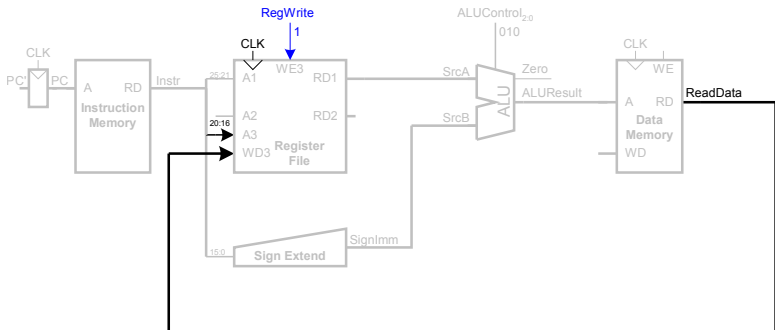 RegWrite
1
ALUControl2:0
010
CLK
CLK
CLK
PC'
PC
A
RD
Instr
Instruction
Memory
25:21
A1
WE3
RD1
A2
RD2
20:16
A3
WD3
Register
File
SrcA
SrcB
ALU
Zero
ALUResult
WE
A
RD
Data
Memory
WD
ReadData
15:0
Sign Extend
SignImm